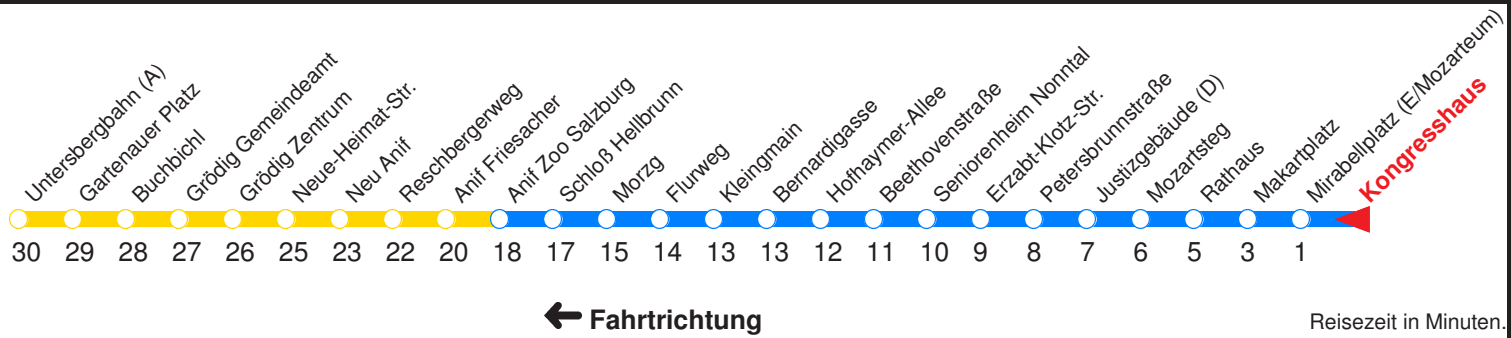 Untersbergbahn (A)
Gartenauer Platz
Buchbichl
Grödig Gemeindeamt
Grödig Zentrum
Neue-Heimat-Str.
Neu Anif
Reschbergerweg
Anif Friesacher
Anif Zoo Salzburg
Schloß Hellbrunn
Morzg
Flurweg
Kleingmain
Bernardigasse
Hofhaymer-Allee
Beethovenstraße
Seniorenheim Nonntal
Erzabt-Klotz-Str.
Petersbrunnstraße
Justizgebäude (D)
Mozartsteg
Rathaus
Makartplatz
Mirabellplatz (E/Mozarteum)
Kongresshaus
30 29 28 27 26 25 23 22 20 18 17 15 14 13 13 12 11 10 9 8 7 6 5 3 1
Fahrtrichtung
Reisezeit in Minuten.